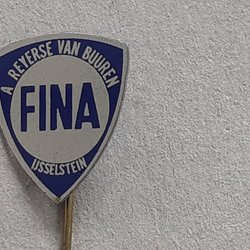 A REYERSE VAN BUUREN
FINA
IJSSELSTEIN